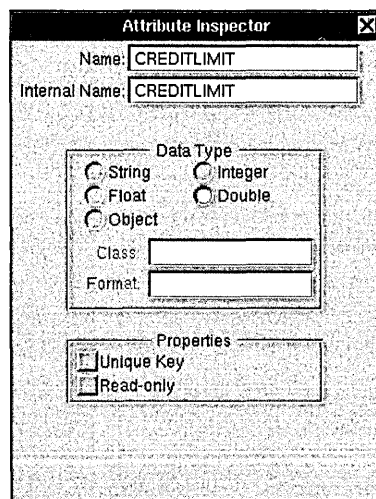 Attribute Inspector
Name: CREDITLIMIT
Internal Name: CREDITLIMIT
Data Type
String Integer
Float Double
Object
Class:
Format:
Properties
Unique Key
Read-only